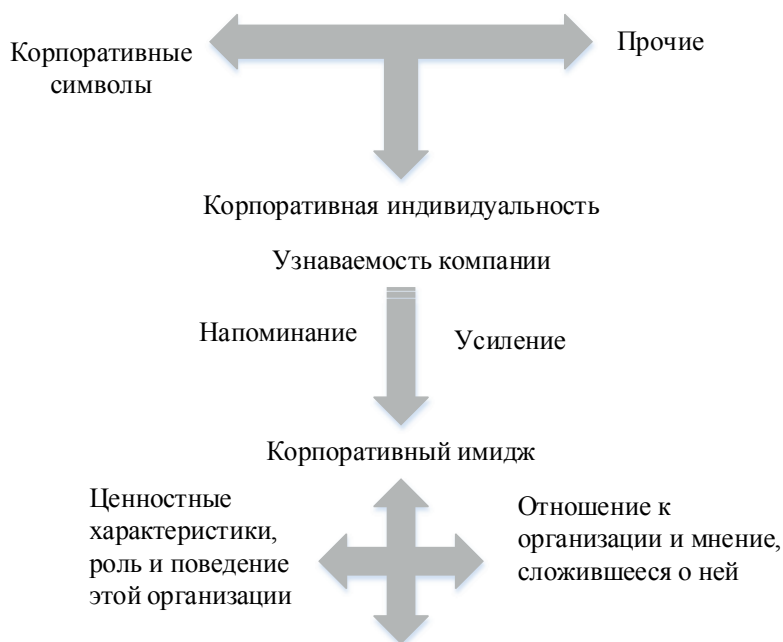 Корпоративные
символы
Прочие
Корпоративная индивидуальность
Узнаваемость компании
Напоминание
Усиление
Корпоративный имидж
Ценностные
характеристики,
роль и поведение
этой организации
Отношение к
организации и мнение,
сложившееся о ней